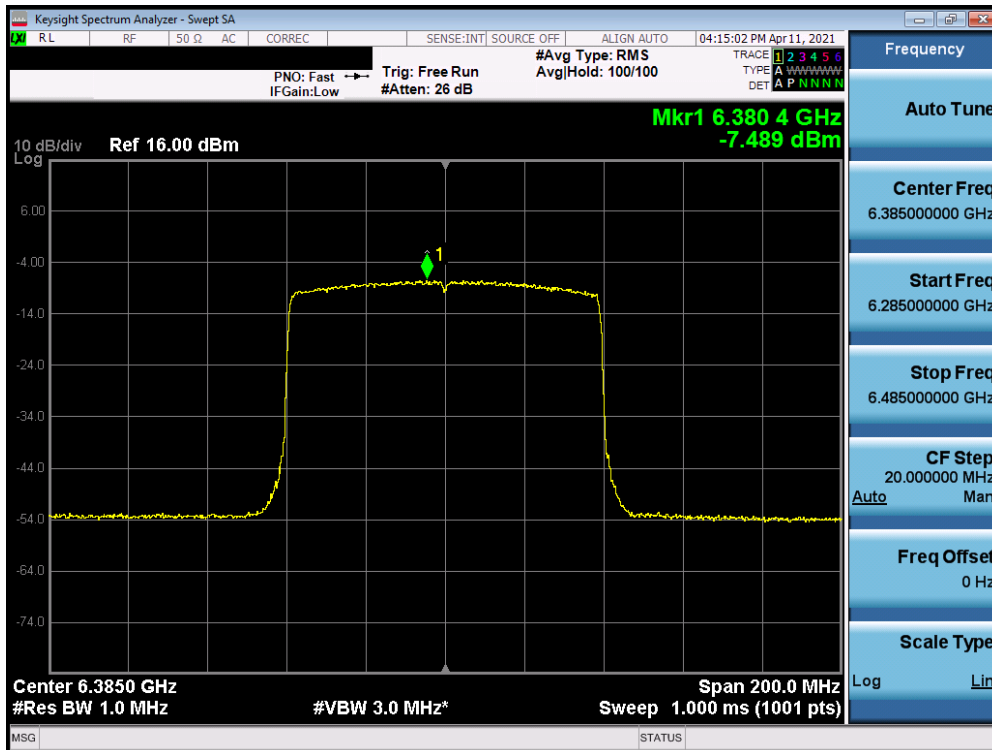 Keysight Spectrum Analyzer - Swept SA
LXI RL RF 50 Ω AC CORREC SENSE:INT SOURCE OFF ALIGN AUTO 04:15:02 PM Apr 11, 2021
PNO: Fast
IFGain:Low
Trig: Free Run
#Atten: 26 dB
#Avg Type: RMS
Avg|Hold: 100/100
TRACE 1 2 3 4 5 6
TYPE A WWWWW
DET A P N N N N
Mkr1 6.380 4 GHz
-7.489 dBm
10 dB/div Ref 16.00 dBm
Log
1
6.00
-4.00
-14.0
-24.0
-34.0
-44.0
-54.0
-64.0
-74.0
Center 6.3850 GHz Span 200.0 MHz
#Res BW 1.0 MHz #VBW 3.0 MHz* Sweep 1.000 ms (1001 pts)
MSG STATUS
Frequency
Auto Tune
Center Freq
6.385000000 GHz
Start Freq
6.285000000 GHz
Stop Freq
6.485000000 GHz
CF Step
20.000000 MHz
Auto Man
Freq Offset
0 Hz
Scale Type
Log Lin